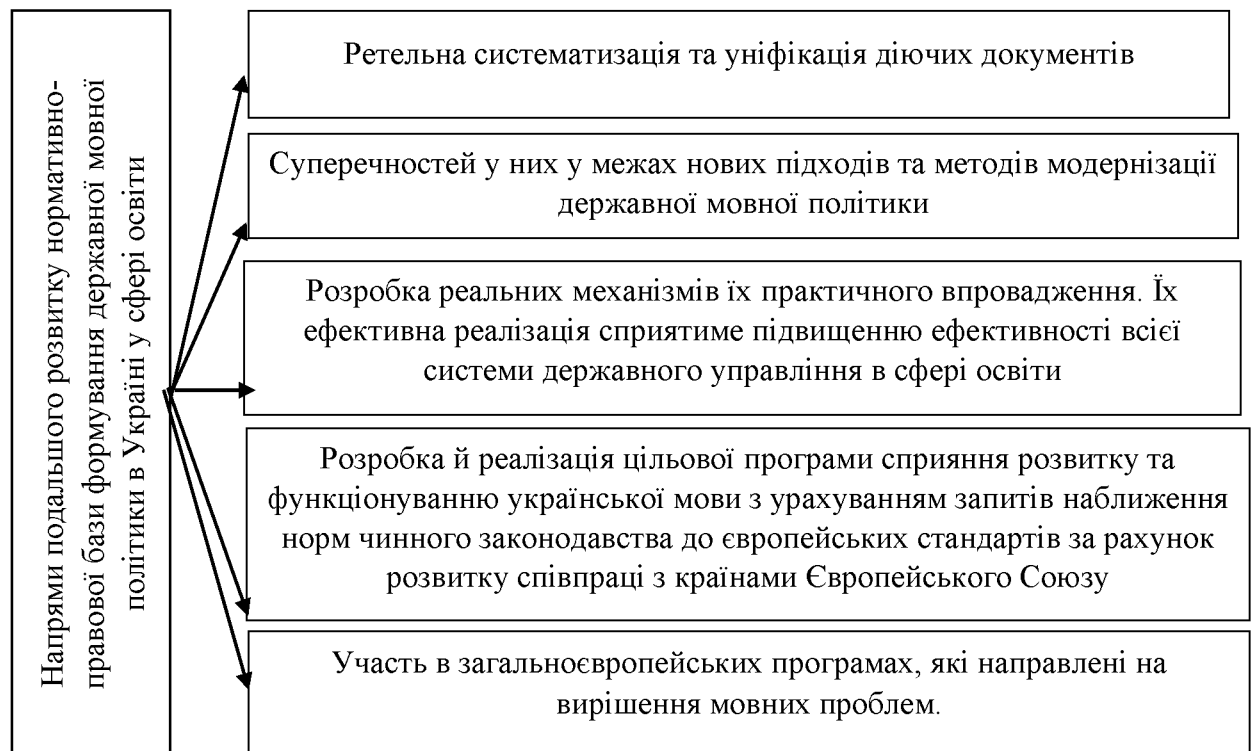 Напрями подальшого розвитку нормативно-
правової бази формування державної мовної
політики в Україні у сфері освіти
Ретельна систематизація та уніфікація діючих документів
Суперечностей у них у межах нових підходів та методів модернізації
державної мовної політики
Розробка реальних механізмів їх практичного впровадження. Їх
ефективна реалізація сприятиме підвищенню ефективності всієї
системи державного управління в сфері освіти
Розробка й реалізація цільової програми сприяння розвитку та
функціонуванню української мови з урахуванням запитів наближення
норм чинного законодавства до європейських стандартів за рахунок
розвитку співпраці з країнами Європейського Союзу
Участь в загальноєвропейських програмах, які направлені на
вирішення мовних проблем.